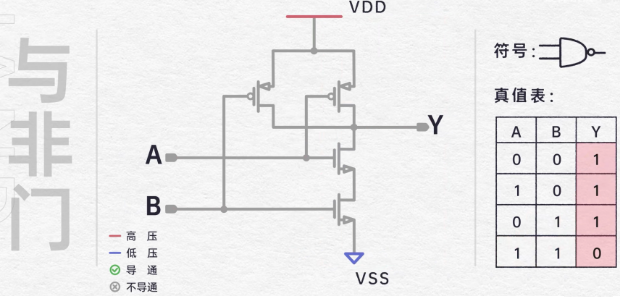 与非门
VDD
A
B
Y
VSS
高 压
低 压
导 通
不导通
符号:
真值表:
A B Y
0 0 1
1 0 1
0 1 1
1 1 0